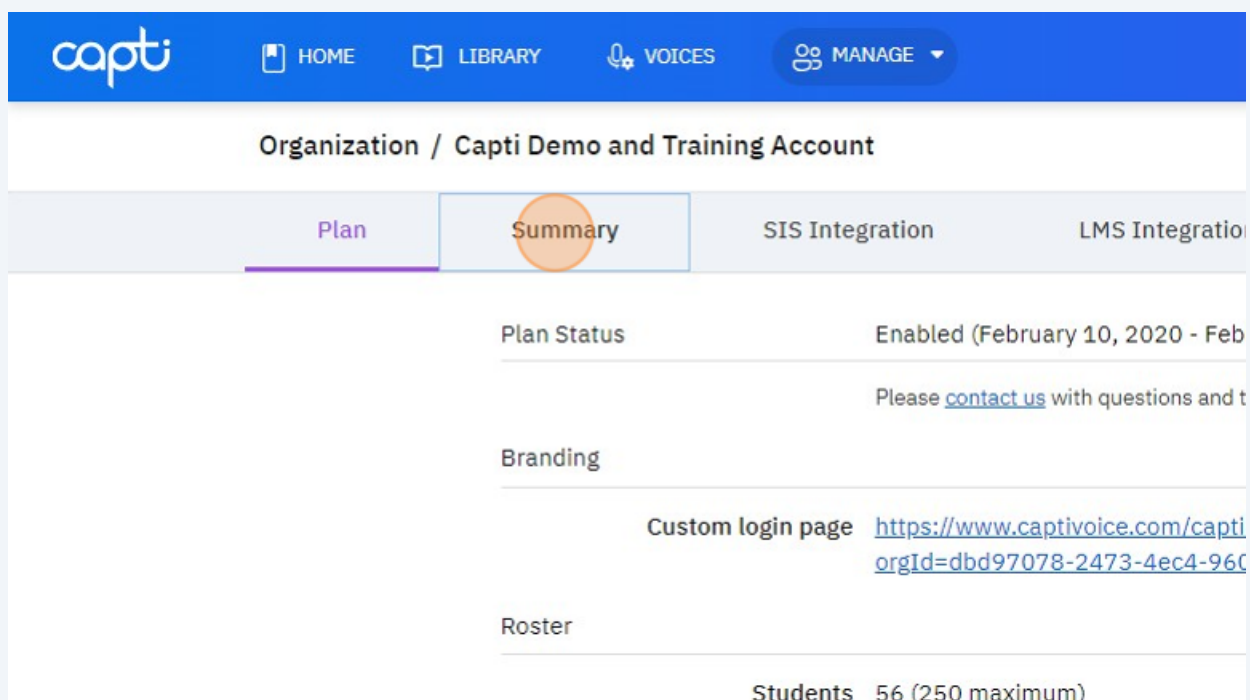 capti HOME LIBRARY VOICES MANAGE
Organization / Capti Demo and Training Account
Plan Summary SIS Integration LMS Integratio
Plan Status Enabled (February 10, 2020 - Feb
Please contact us with questions and t
Branding
Custom login page https://www.captivoice.com/capti
orgId=dbd97078-2473-4ec4-960
Roster
Students 56 (250 maximum)